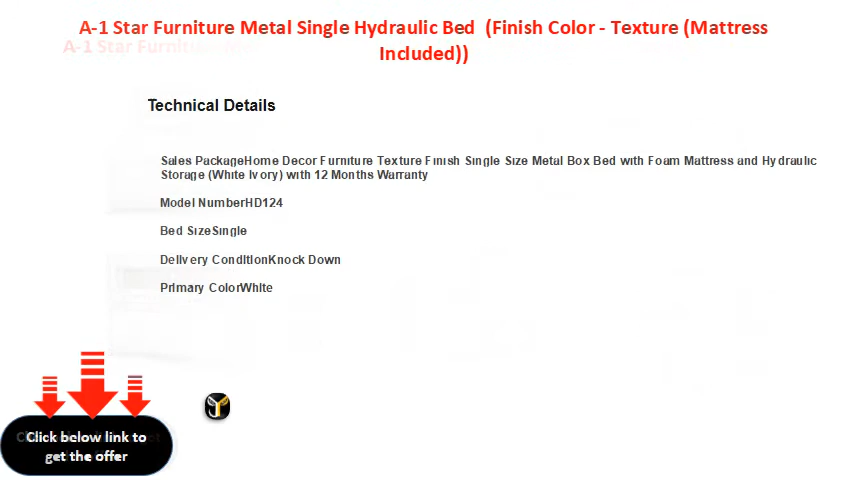 A-1 Star Furniture Metal Single Hydraulic Bed (Finish Color - Texture (Mattress
Included))
Technical Details
Sales PackageHome Decor Furniture Texture Finish Single Size Metal Box Bed with Foam Mattress and Hydraulic
Storage (White Ivory) with 12 Months Warranty
Model NumberHD124
Bed SizeSingle
Delivery ConditionKnock Down
Primary ColorWhite
Click below link to
get the offer